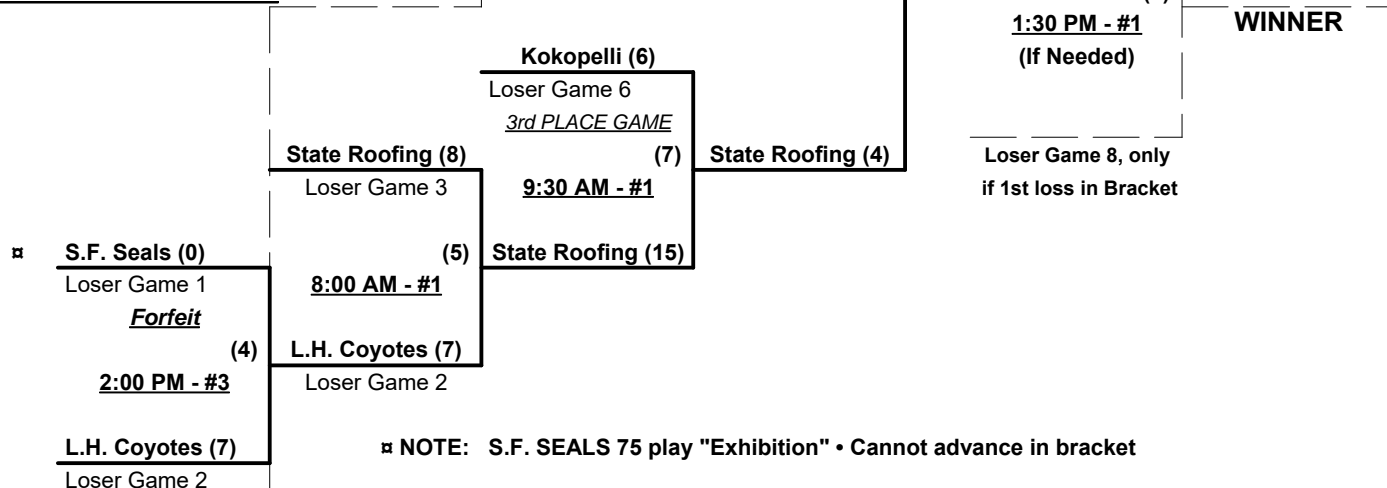 1:30 PM - #1
WINNER
(If Needed)
Kokopelli (6)
Loser Game 6
3rd PLACE GAME
State Roofing (8)
(7)
State Roofing (4)
Loser Game 8, only
Loser Game 3
9:30 AM - #1
if 1st loss in Bracket
¤
S.F. Seals (0)
(5)
State Roofing (15)
Loser Game 1
8:00 AM - #1
Forfeit
(4)
L.H. Coyotes (7)
2:00 PM - #3
Loser Game 2
L.H. Coyotes (7)
¤ NOTE: S.F. SEALS 75 play "Exhibition" • Cannot advance in bracket
Loser Game 2